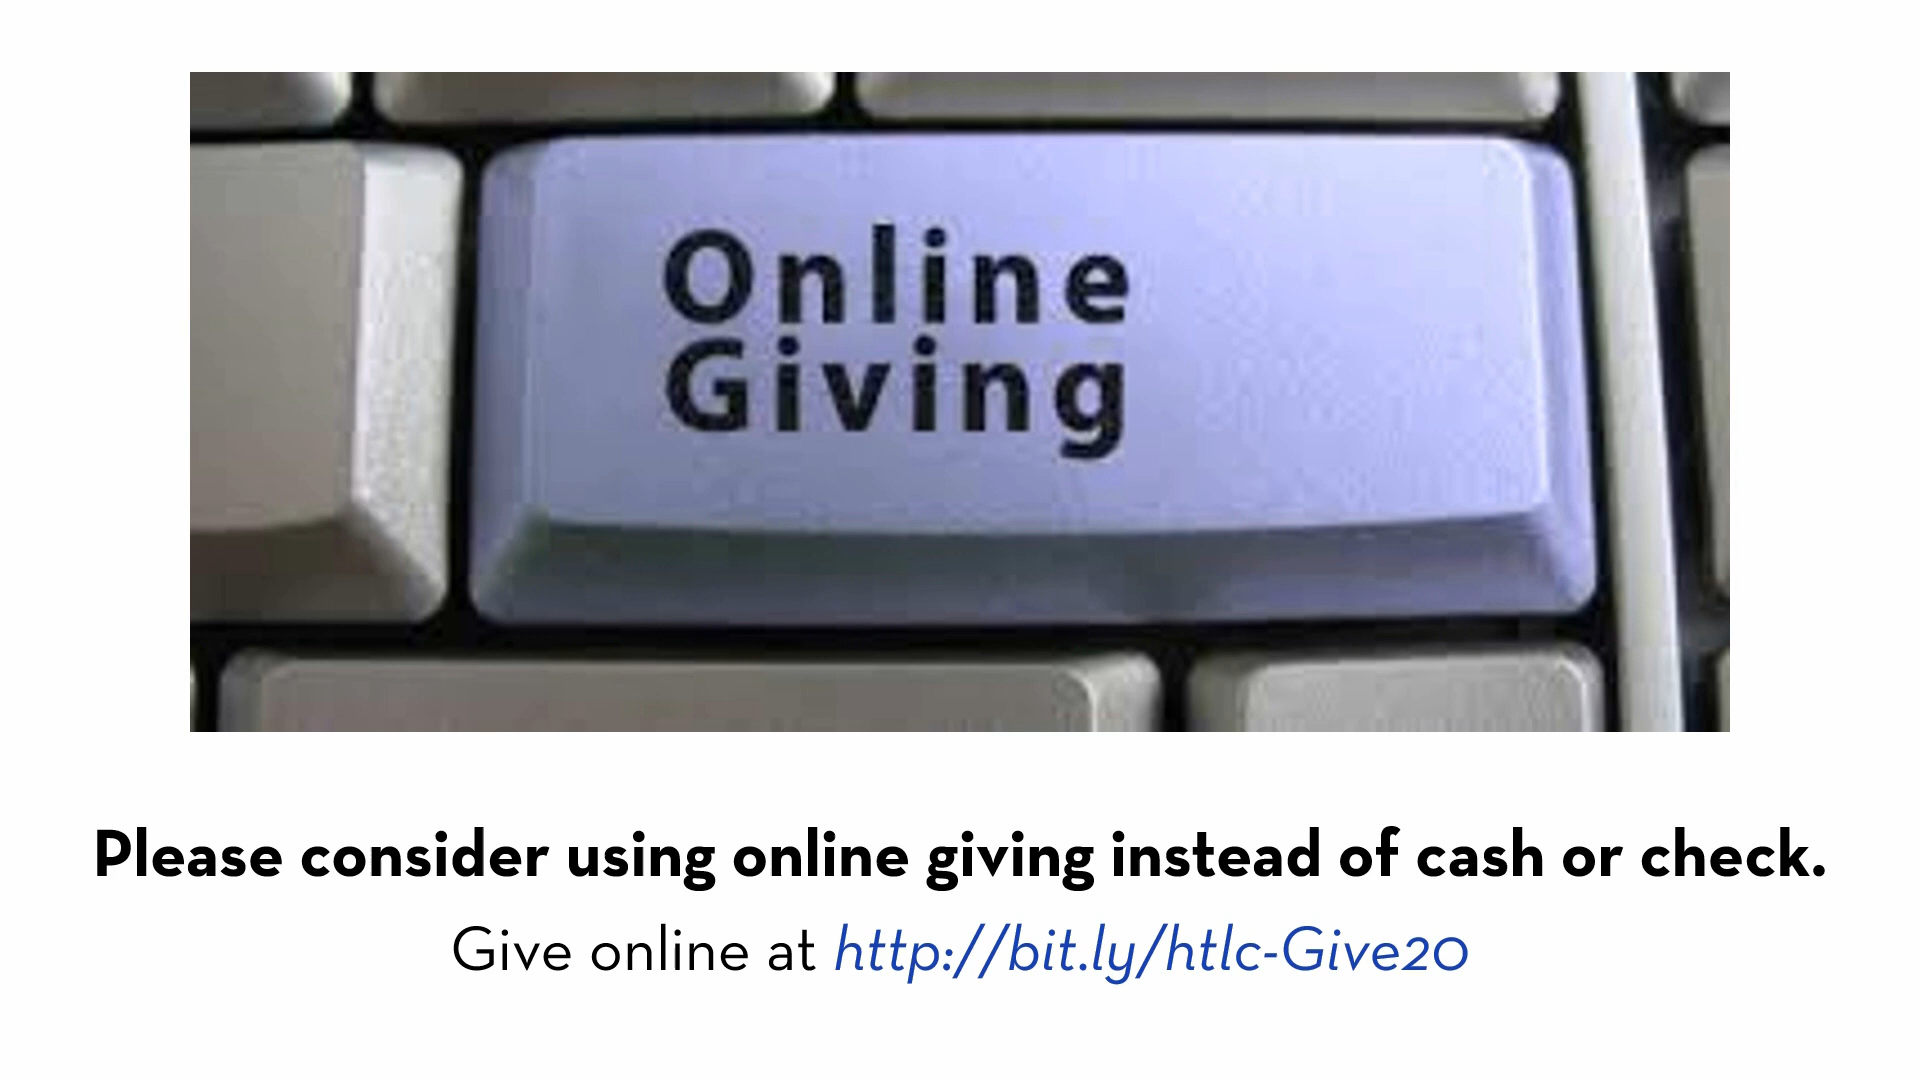 Online
Giving
Please consider using online giving instead of cash or check.
Give online at http://bit.ly/htlc-Give20